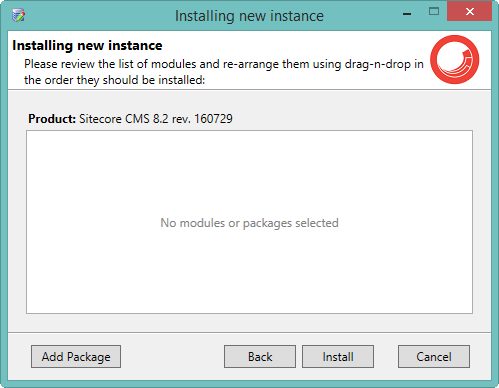 Installing new instance
Installing new instance
Please review the list of modules and re-arrange them using drag-n-drop in
the order they should be installed:
Product: Sitecore CMS 8.2 rev. 160729
No modules or packages selected
Add Package Back Install Cancel